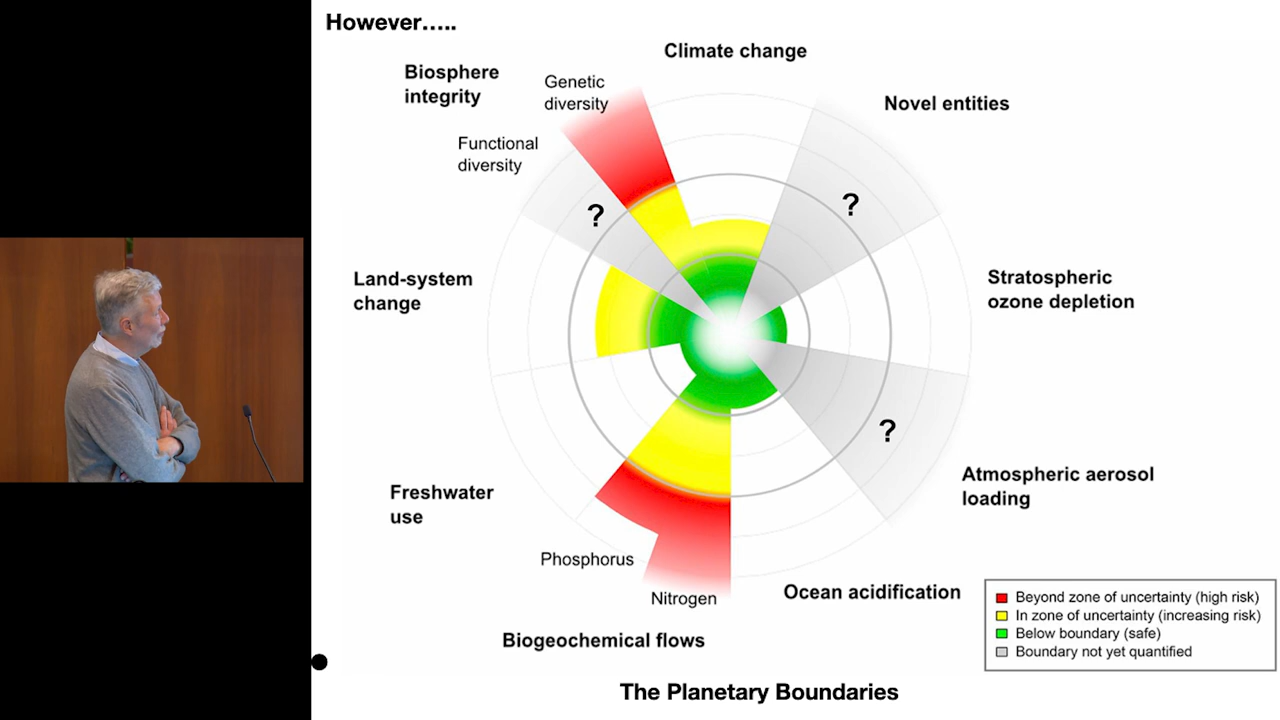 However…..
Climate change
Biosphere
integrity
Genetic
diversity
Novel entities
Functional
diversity
?
?
Land-system
change
Stratospheric
ozone depletion
?
Atmospheric aerosol
loading
Freshwater
use
Phosphorus
Nitrogen
Ocean acidification
Biogeochemical flows
Beyond zone of uncertainty (high risk)
In zone of uncertainty (increasing risk)
Below boundary (safe)
Boundary not yet quantified
The Planetary Boundaries